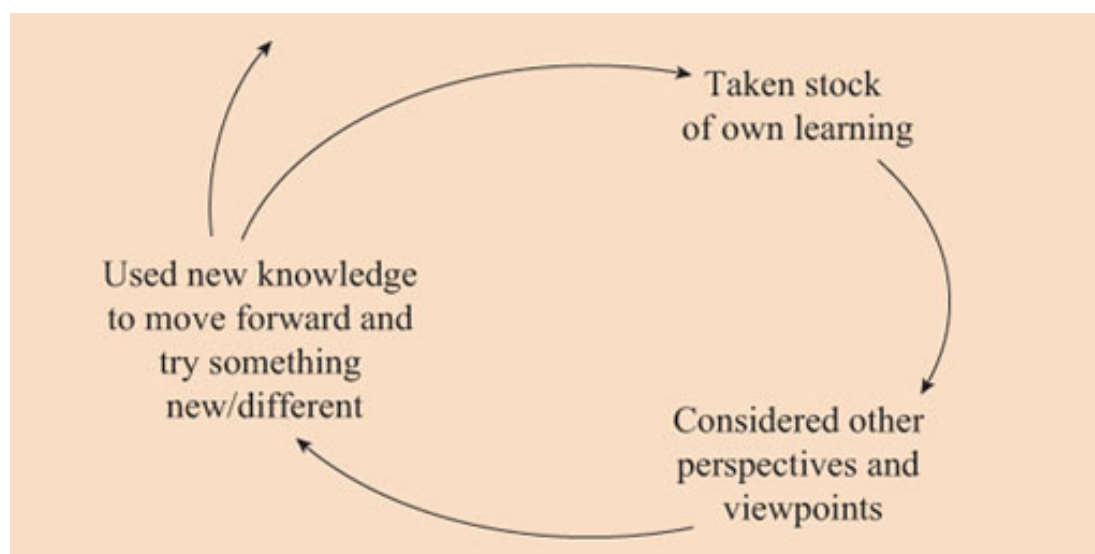 Taken stock
of own learning
Used new knowledge
to move forward and
try something
new/different
Considered other
perspectives and
viewpoints